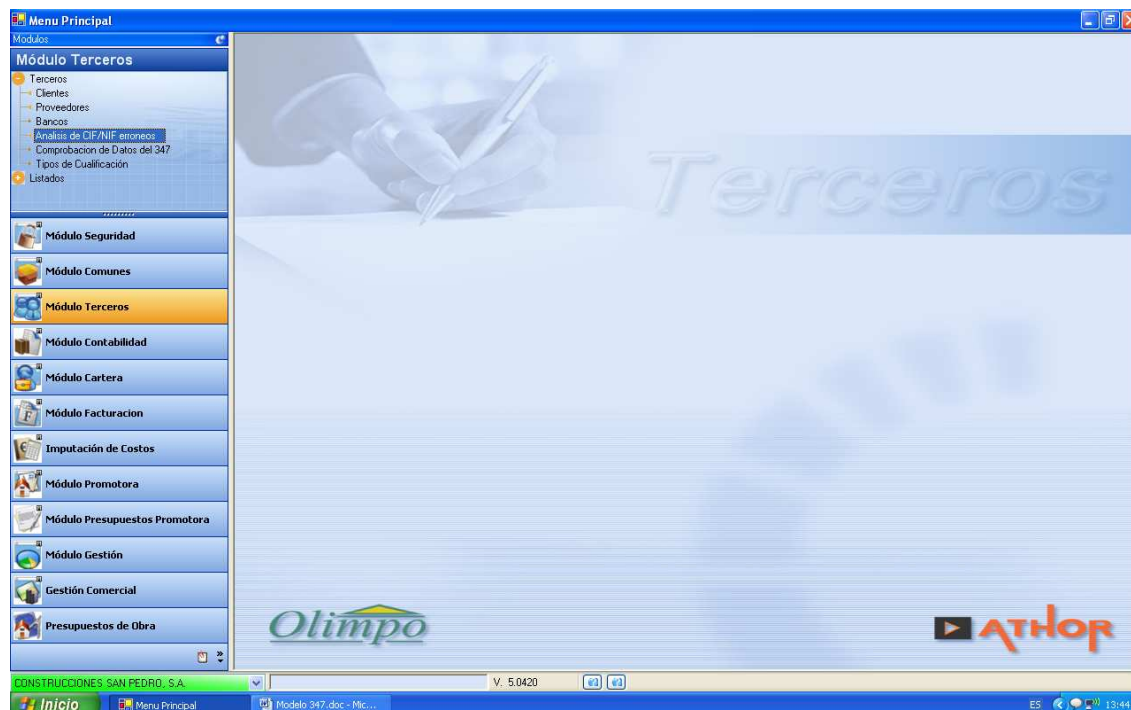 Menu Principal
Modulos
Módulo Terceros
Terceros
Clientes
Proveedores
Bancos
Analisis de CIF/NIF erroneos
Comprobacion de Datos del 347
Tipos de Cualificación
Listados
Módulo Seguridad
Módulo Comunes
Módulo Terceros
Módulo Contabilidad
Módulo Cartera
Módulo Facturacion
Imputación de Costos
Módulo Promotora
Módulo Presupuestos Promotora
Módulo Gestión
Gestión Comercial
Presupuestos de Obra
Terceros
Olimpo
ATHOR
CONSTRUCCIONES SAN PEDRO, S.A.
V. 5.0420
Inicio
Menu Principal
Modelo 347.doc - Mic...
ES
13:44